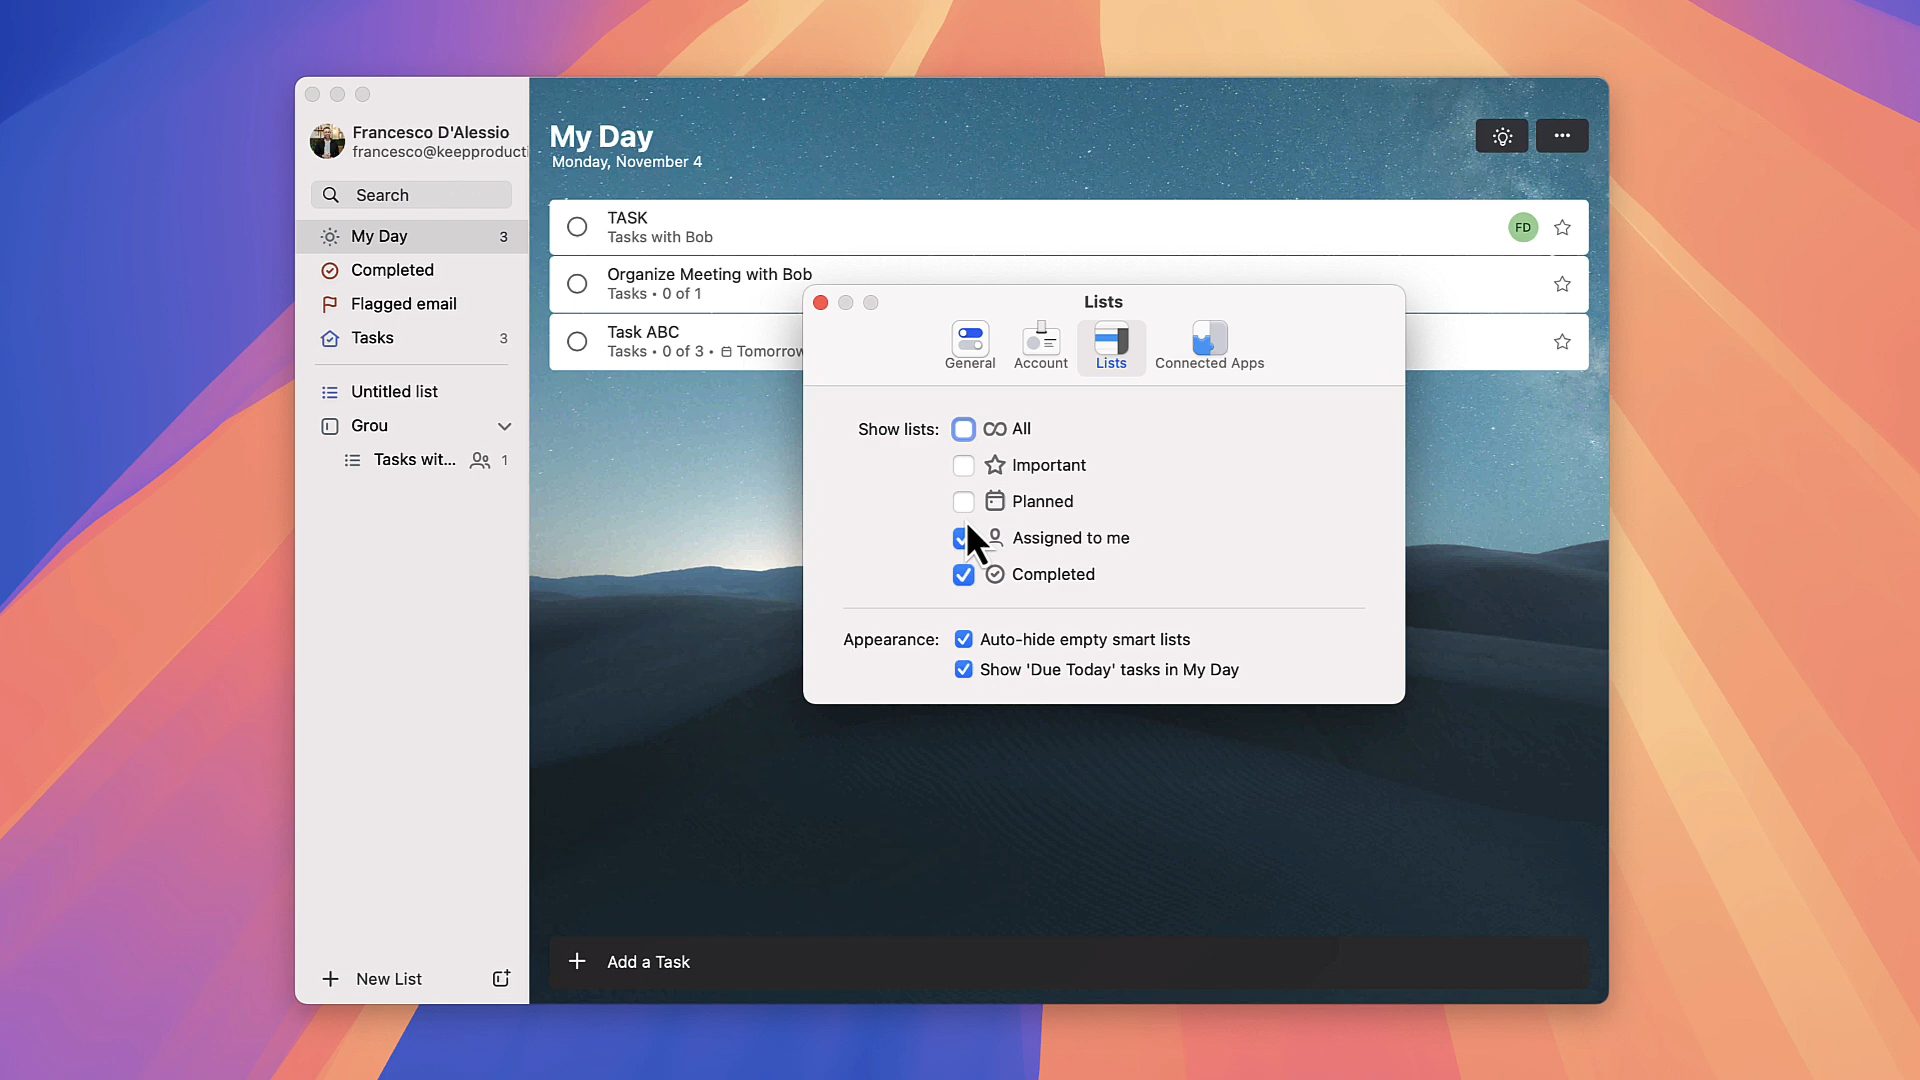 Francesco D'Alessio
francesco@keepproducti
Search
My Day 3
Completed
Flagged email
Tasks 3
Untitled list
Grou
Tasks wit... 1
New List
My Day
Monday, November 4
TASK
Tasks with Bob
FD
Organize Meeting with Bob
Tasks • 0 of 1
Task ABC
Tasks • 0 of 3 • Tomorrow
Add a Task
Lists
General Account Lists Connected Apps
Show lists: All
Important
Planned
Assigned to me
Completed
Appearance: Auto-hide empty smart lists
Show 'Due Today' tasks in My Day